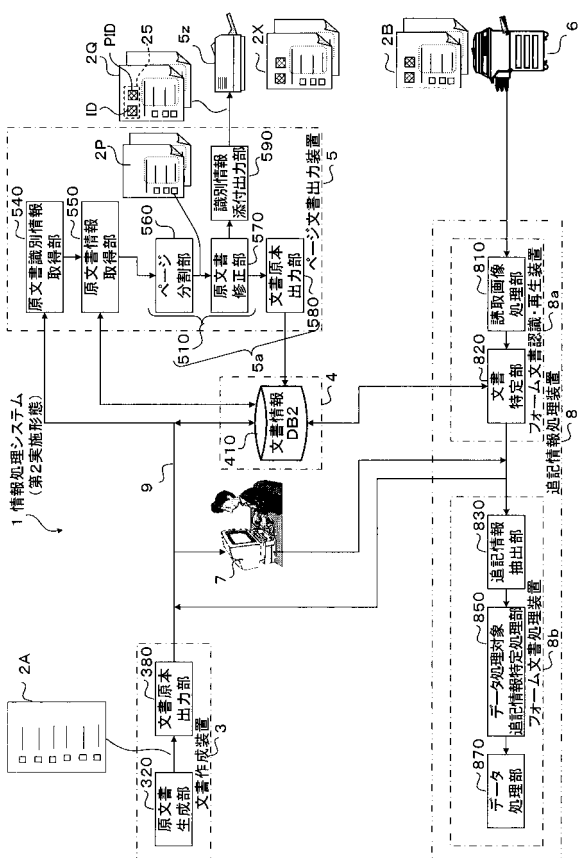 1 情報処理システム
(第2実施形態)
2A
320
原文書
生成部
380
文書原本
出力部
文書作成装置
3
9
7
540
原文書識別情報
取得部
550
原文書情報
取得部
560
ページ
分割部
510
570
原文書
修正部
580
文書原本
出力部
5a
590
識別情報
添付出力部
ページ文書出力装置
5
2P
2Q
ID
PID
25
5z
2X
410
文書情報
DB2
4
2B
6
810
読取画像
処理部
820
文書
特定部
フォーム文書認識・再生装置
8a
追記情報処理装置
8
830
追記情報
抽出部
850
データ処理対象
追記情報特定処理部
870
データ
処理部
フォーム文書処理装置
8b